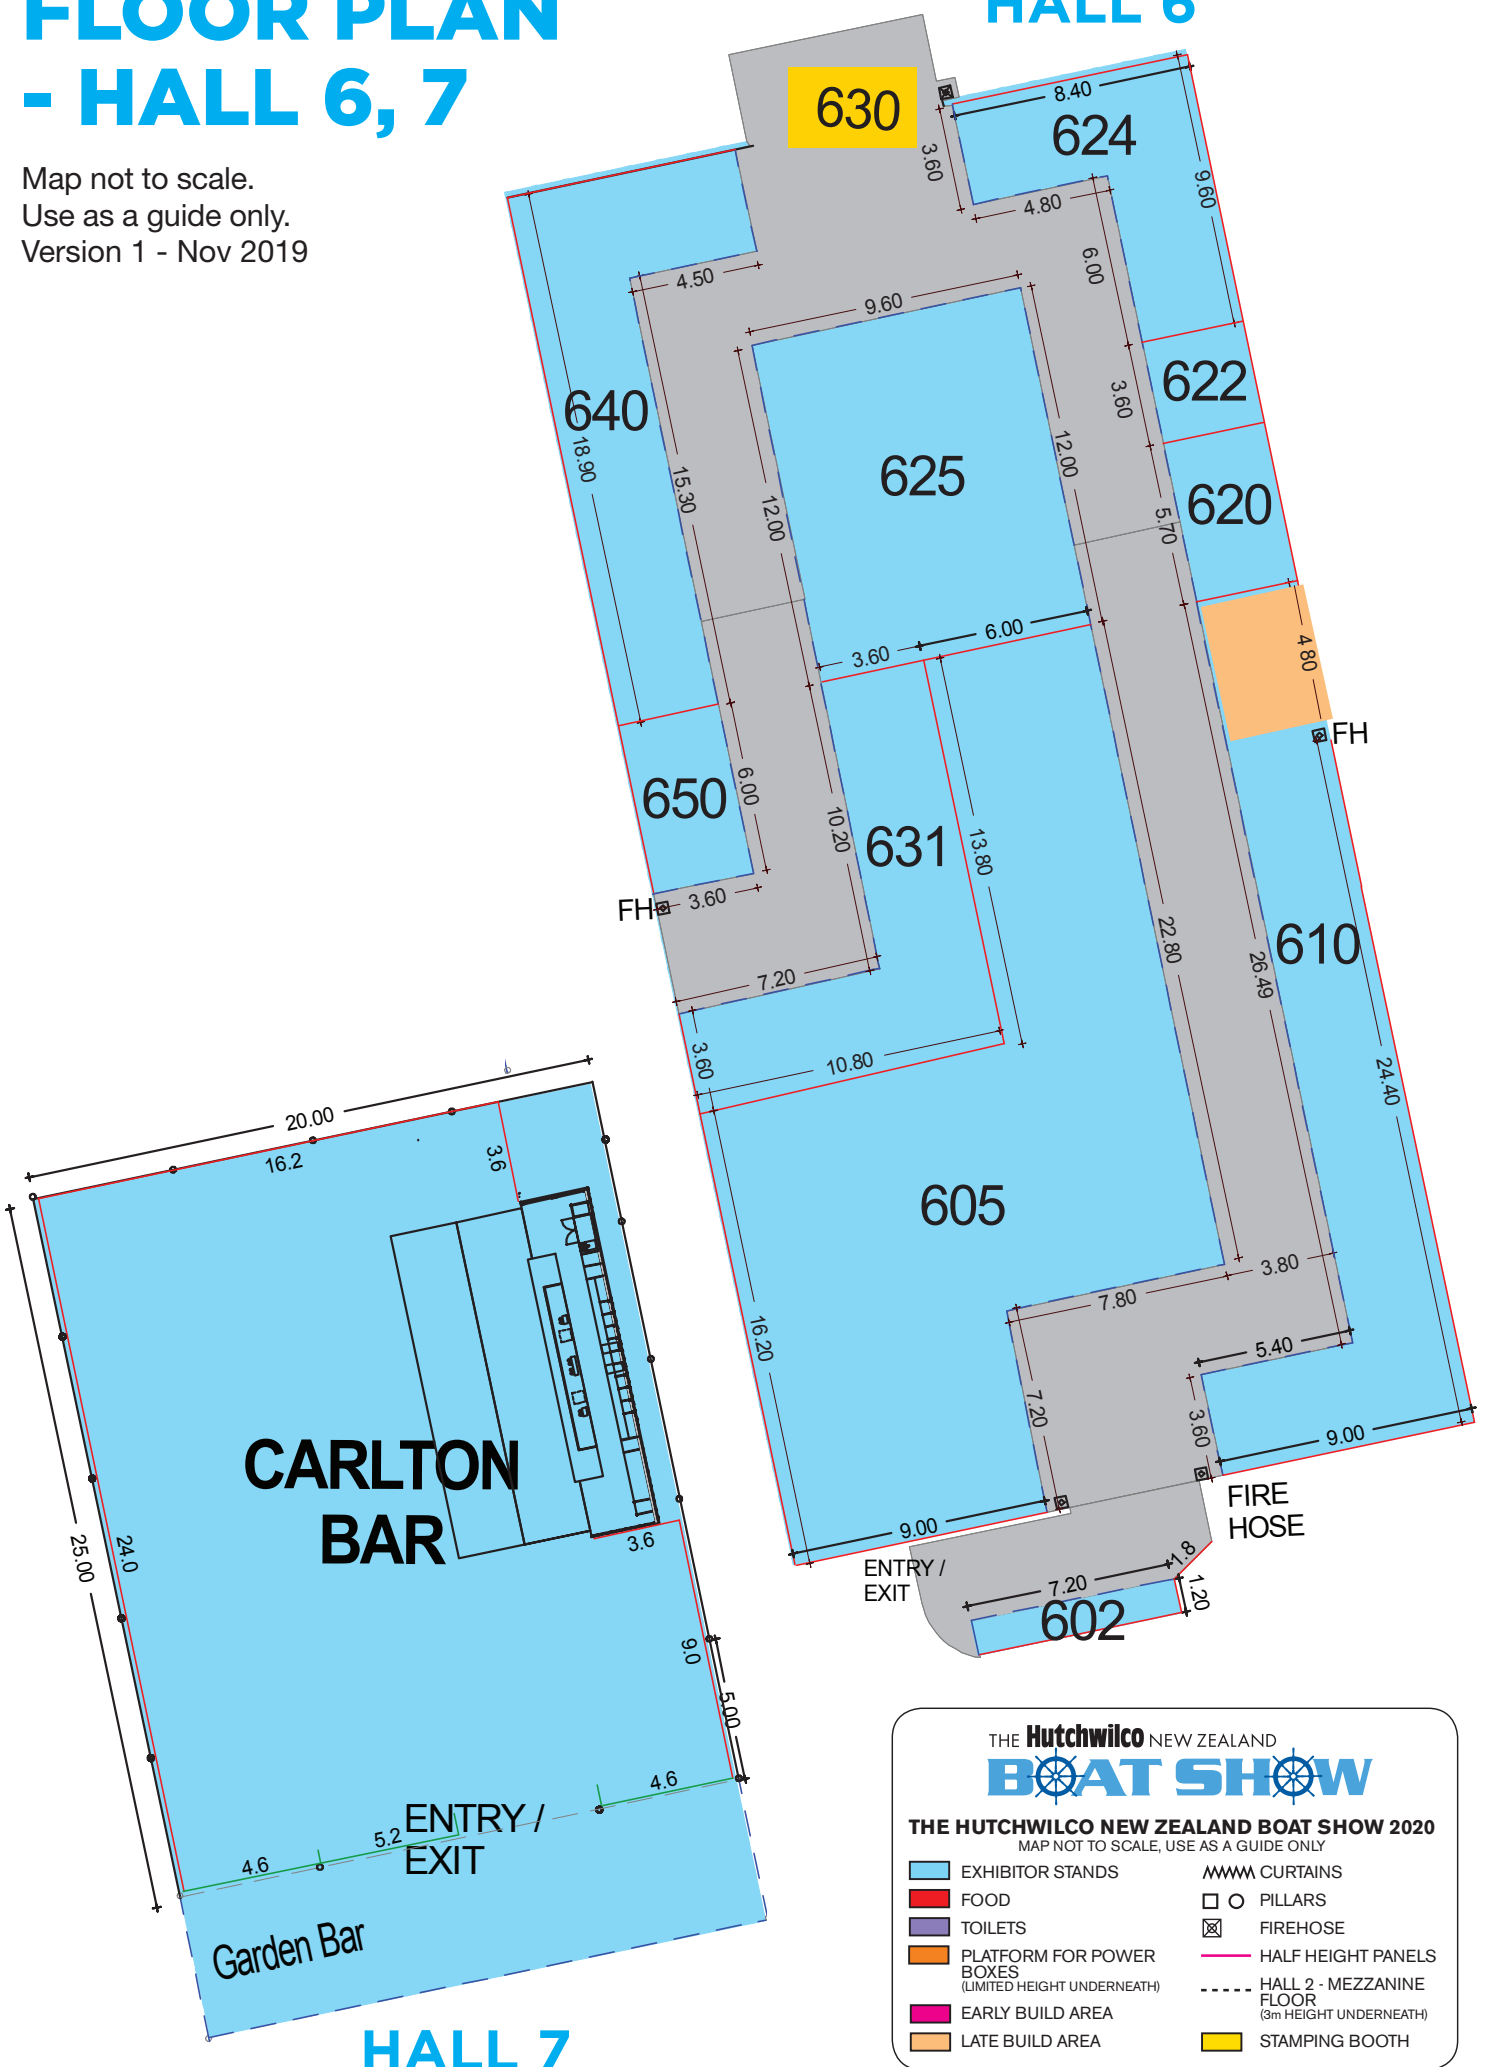 FLOOR PLAN
- HALL 6, 7
Map not to scale.
Use as a guide only.
Version 1 - Nov 2019
HALL 6
630
8.40
624
3.60
4.80
9.60
6.00
4.50
9.60
640
18.90
15.30
12.00
625
12.00
3.60
622
620
5.70
3.60
6.00
4.80
FH
650
6.00
10.20
631
13.80
3.60
FH
7.20
22.80
26.49
610
24.40
3.60
10.80
605
16.20
7.80
3.80
7.20
5.40
3.60
9.00
9.00
FIRE
HOSE
ENTRY /
EXIT
7.20
1.8
1.20
602
20.00
16.2
3.6
25.00
24.0
CARLTON
BAR
3.6
9.0
5.00
4.6
5.2
4.6
ENTRY /
EXIT
Garden Bar
HALL 7
THE Hutchwilco NEW ZEALAND
BOAT SHOW
THE HUTCHWILCO NEW ZEALAND BOAT SHOW 2020
MAP NOT TO SCALE, USE AS A GUIDE ONLY
EXHIBITOR STANDS
FOOD
TOILETS
PLATFORM FOR POWER
BOXES
(LIMITED HEIGHT UNDERNEATH)
EARLY BUILD AREA
LATE BUILD AREA
CURTAINS
PILLARS
FIREHOSE
HALF HEIGHT PANELS
HALL 2 - MEZZANINE
FLOOR
(3m HEIGHT UNDERNEATH)
STAMPING BOOTH